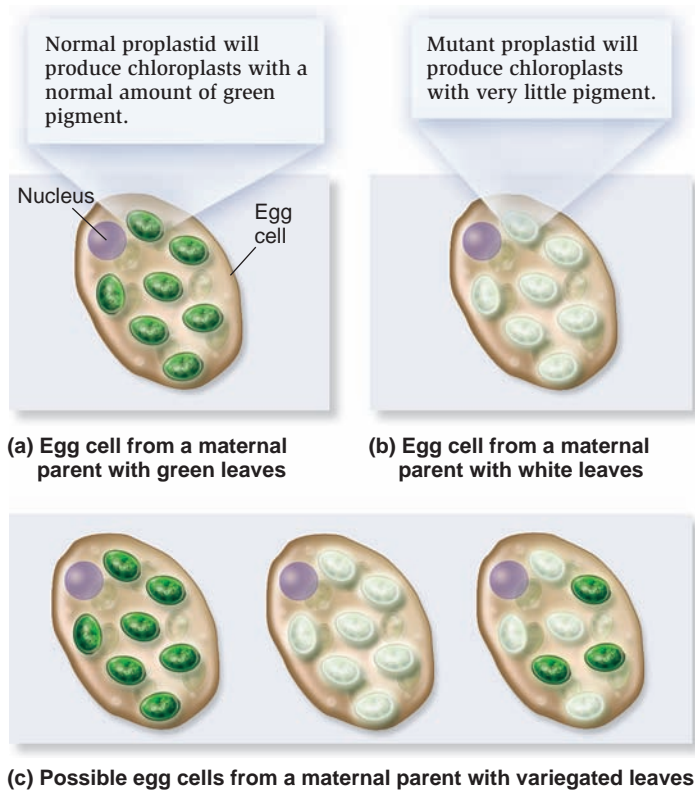 Normal proplastid will
produce chloroplasts with a
normal amount of green
pigment.
Mutant proplastid will
produce chloroplasts
with very little pigment.
Nucleus
Egg
cell
(a) Egg cell from a maternal
parent with green leaves
(b) Egg cell from a maternal
parent with white leaves
(c) Possible egg cells from a maternal parent with variegated leaves